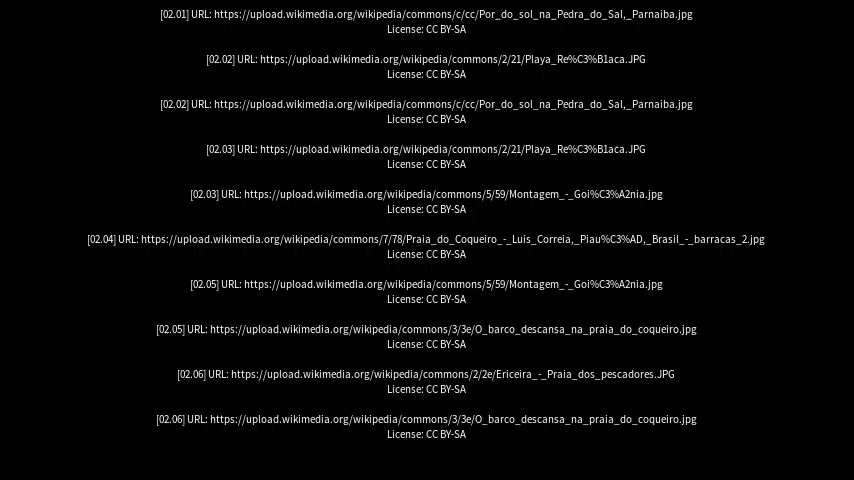 [02.01] URL: https://upload.wikimedia.org/wikipedia/commons/c/cc/Por_do_sol_na_Pedra_do_Sal,_Parnaiba.jpg
License: CC BY-SA
[02.02] URL: https://upload.wikimedia.org/wikipedia/commons/2/21/Playa_Re%C3%B1aca.JPG
License: CC BY-SA
[02.02] URL: https://upload.wikimedia.org/wikipedia/commons/c/cc/Por_do_sol_na_Pedra_do_Sal,_Parnaiba.jpg
License: CC BY-SA
[02.03] URL: https://upload.wikimedia.org/wikipedia/commons/2/21/Playa_Re%C3%B1aca.JPG
License: CC BY-SA
[02.03] URL: https://upload.wikimedia.org/wikipedia/commons/5/59/Montagem_-_Goi%C3%A2nia.jpg
License: CC BY-SA
[02.04] URL: https://upload.wikimedia.org/wikipedia/commons/7/78/Praia_do_Coqueiro_-_Luis_Correia,_Piau%C3%AD,_Brasil_-_barracas_2.jpg
License: CC BY-SA
[02.05] URL: https://upload.wikimedia.org/wikipedia/commons/5/59/Montagem_-_Goi%C3%A2nia.jpg
License: CC BY-SA
[02.05] URL: https://upload.wikimedia.org/wikipedia/commons/3/3e/O_barco_descansa_na_praia_do_coqueiro.jpg
License: CC BY-SA
[02.06] URL: https://upload.wikimedia.org/wikipedia/commons/2/2e/Ericeira_-_Praia_dos_pescadores.JPG
License: CC BY-SA
[02.06] URL: https://upload.wikimedia.org/wikipedia/commons/3/3e/O_barco_descansa_na_praia_do_coqueiro.jpg
License: CC BY-SA